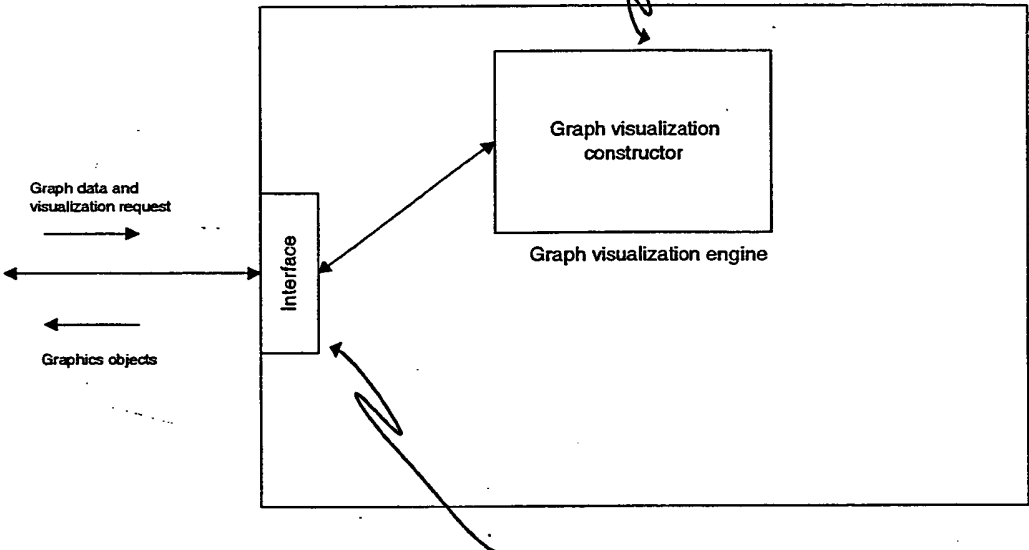 Graph visualization
constructor
Graph data and
visualization request
Interface
Graph visualization engine
Graphics objects